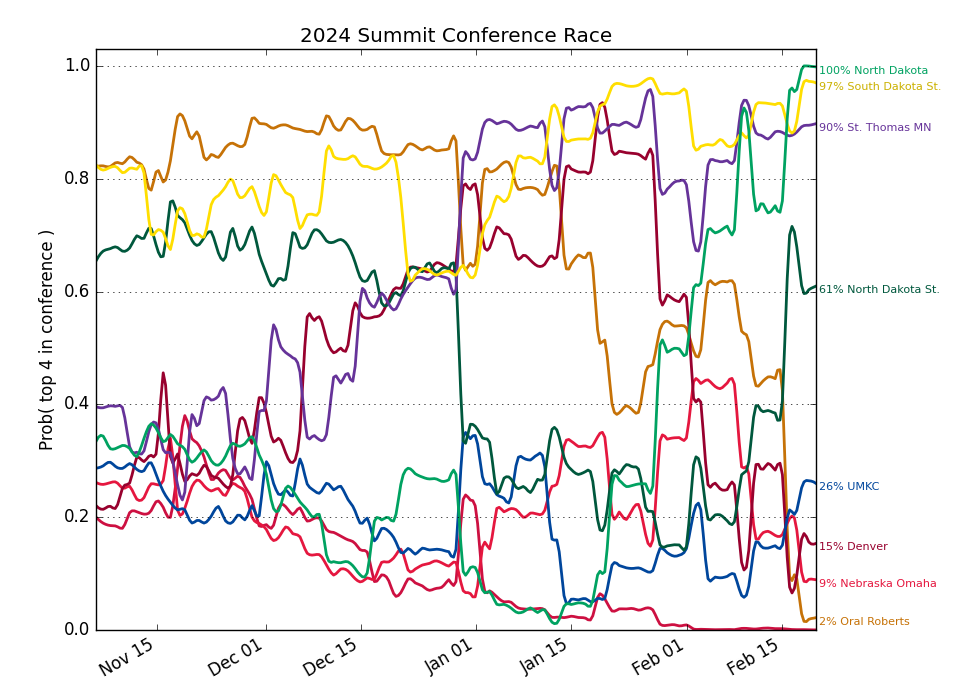 2024 Summit Conference Race
Prob( top 4 in conference )
1.0
0.8
0.6
0.4
0.2
0.0
Nov 15
Dec 01
Dec 15
Jan 01
Jan 15
Feb 01
Feb 15
100% North Dakota
97% South Dakota St.
90% St. Thomas MN
61% North Dakota St.
26% UMKC
15% Denver
9% Nebraska Omaha
2% Oral Roberts